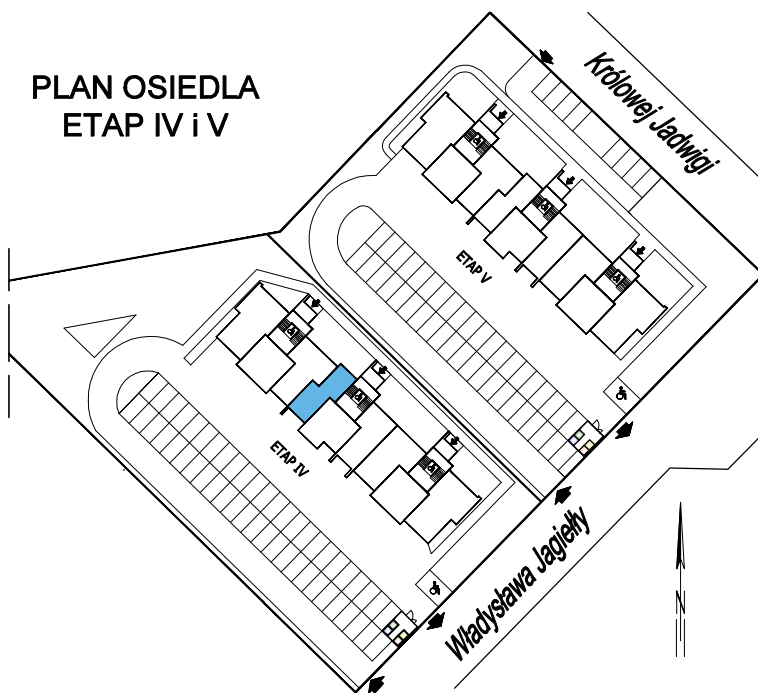 PLAN OSIEDLA
ETAP IV i V
Królowej Jadwigi
ETAP V
ETAP IV
Władysława Jagiełły
N